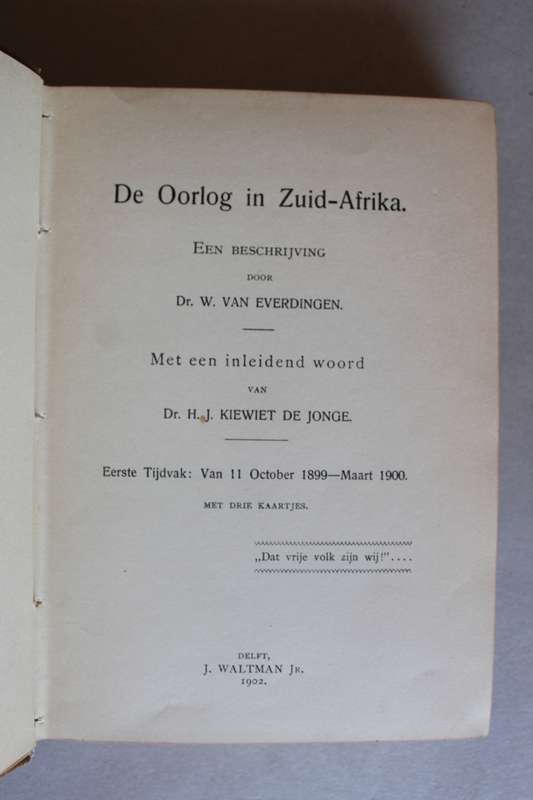 De Oorlog in Zuid-Afrika.
EEN BESCHRIJVING
DOOR
Dr. W. VAN EVERDINGEN.
Met een inleidend woord
VAN
Dr. H. J. KIEWIET DE JONGE.
Eerste Tijdvak: Van 11 October 1899—Maart 1900.
MET DRIE KAARTJES.
„Dat vrije volk zijn wij!"....
DELFT,
J. WALTMAN JR.
1902.